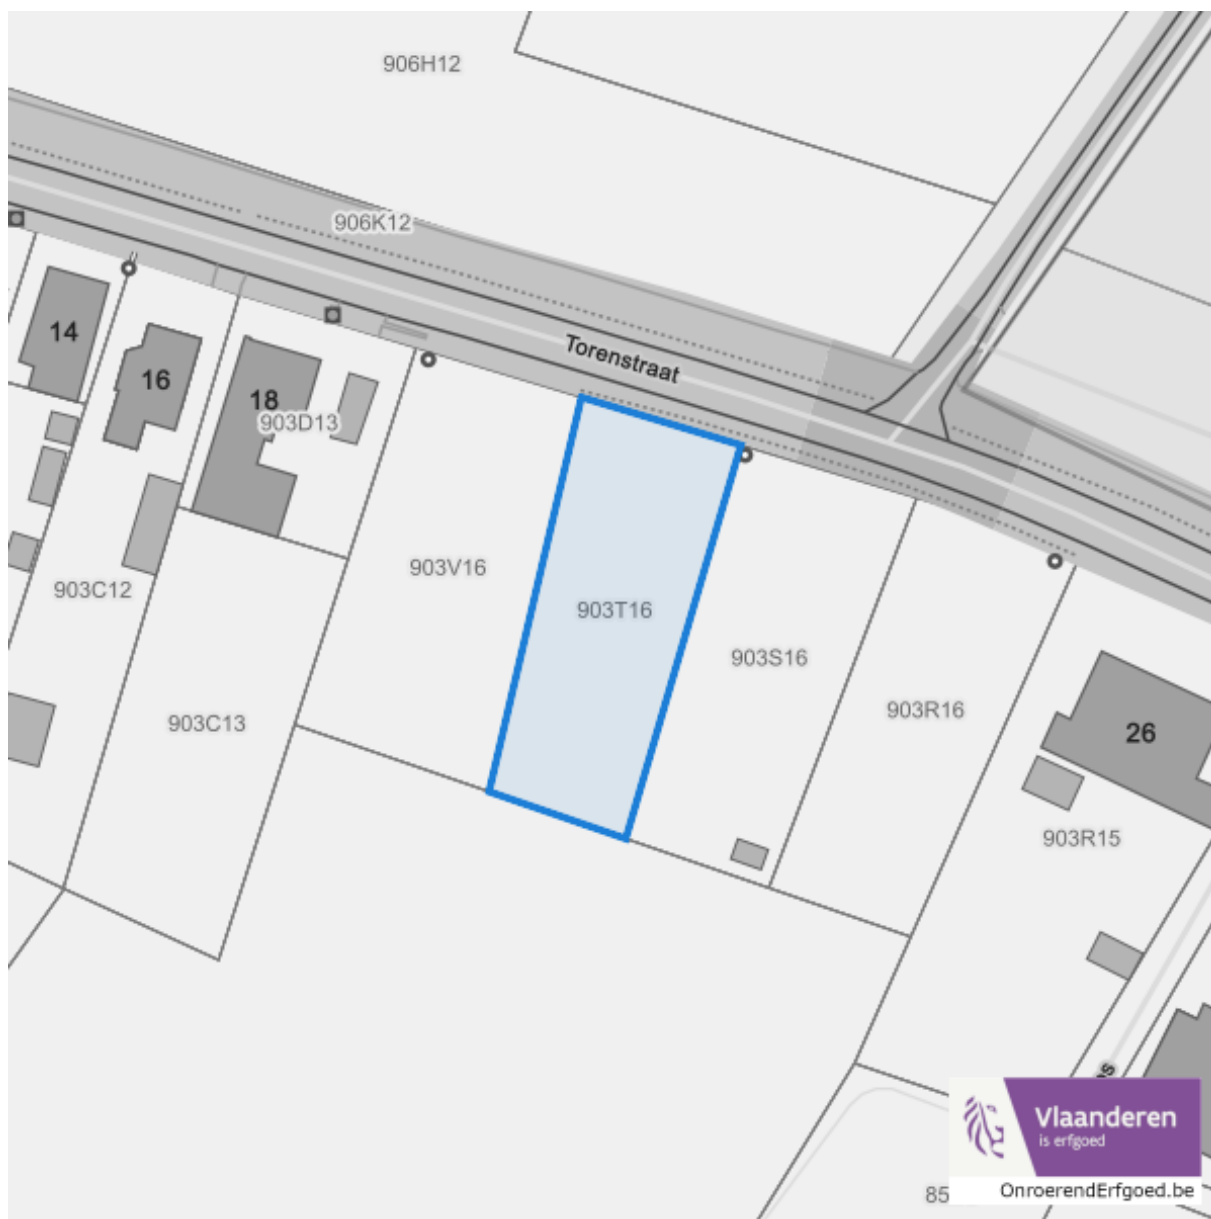 906H12
906K12
Torenstraat
14
16
18
903D13
903V16
903C12
903T16
903S16
903C13
903R16
26
903R15
Vlaanderen
is erfgoed
OnroerendErfgoed.be